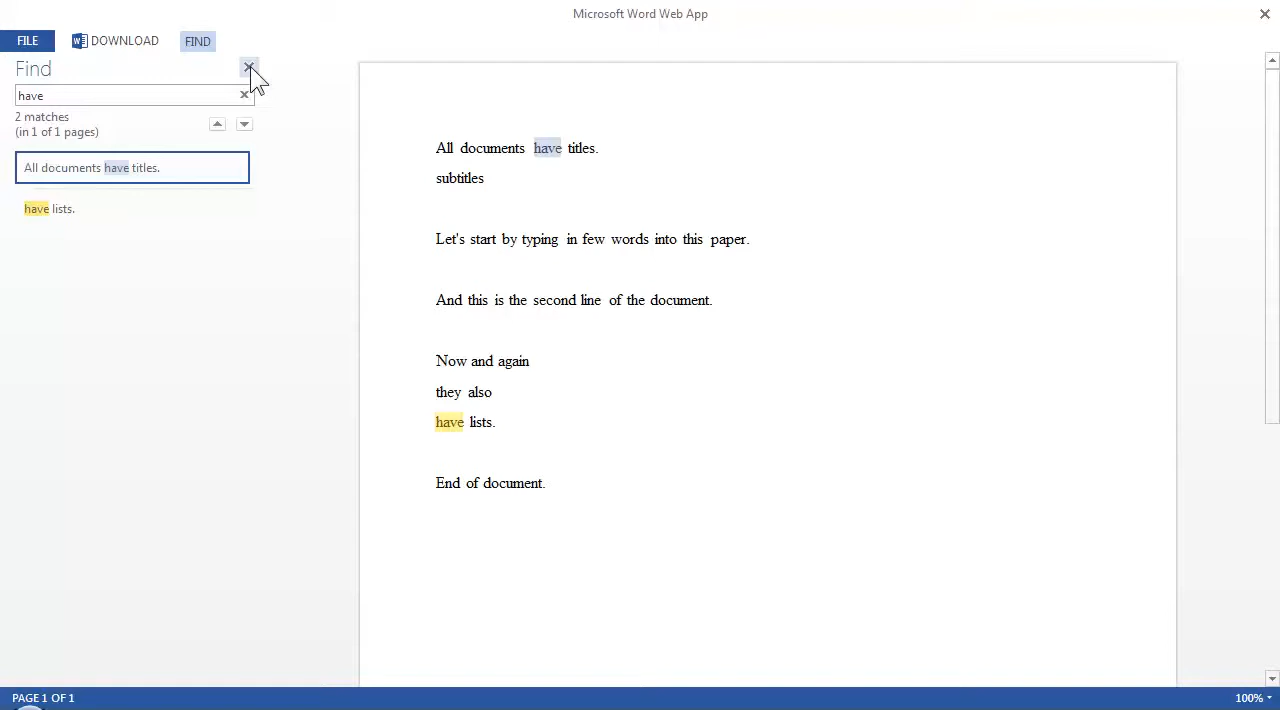 Microsoft Word Web App
FILE DOWNLOAD FIND
Find
have
2 matches
(in 1 of 1 pages)
All documents have titles.
have lists.
All documents have titles.
subtitles
Let's start by typing in few words into this paper.
And this is the second line of the document.
Now and again
they also
have lists.
End of document.
PAGE 1 OF 1
100%